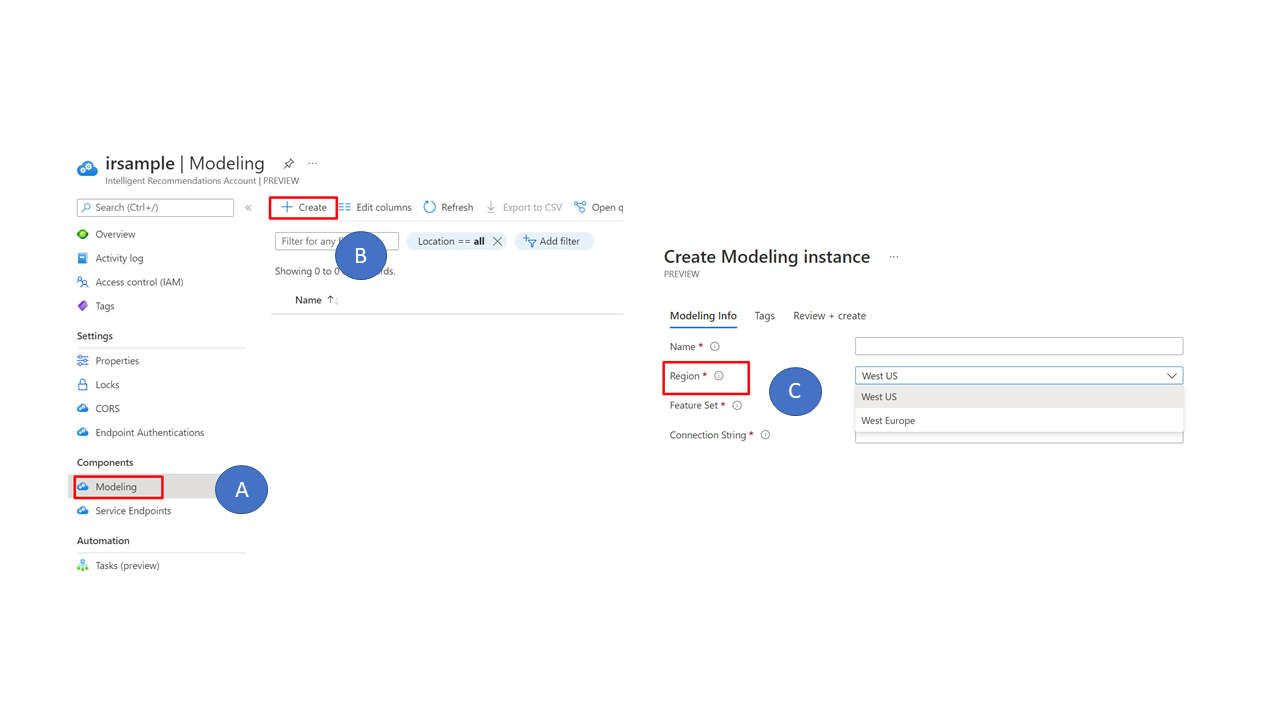 irsample | Modeling ...
Intelligent Recommendations Account | PREVIEW
Search (Ctrl+/) «
Overview
Activity log
Access control (IAM)
Tags
Settings
Properties
Locks
CORS
Endpoint Authentications
Components
Modeling
A
Service Endpoints
Automation
Tasks (preview)
+ Create Edit columns Refresh Export to CSV Open q
Filter for any
Location == all Add filter
B
Showing 0 to 0
Name ↑↓
Create Modeling instance ...
PREVIEW
Modeling Info Tags Review + create
Name *
Region * West US
C
West US
Feature Set *
West Europe
Connection String *